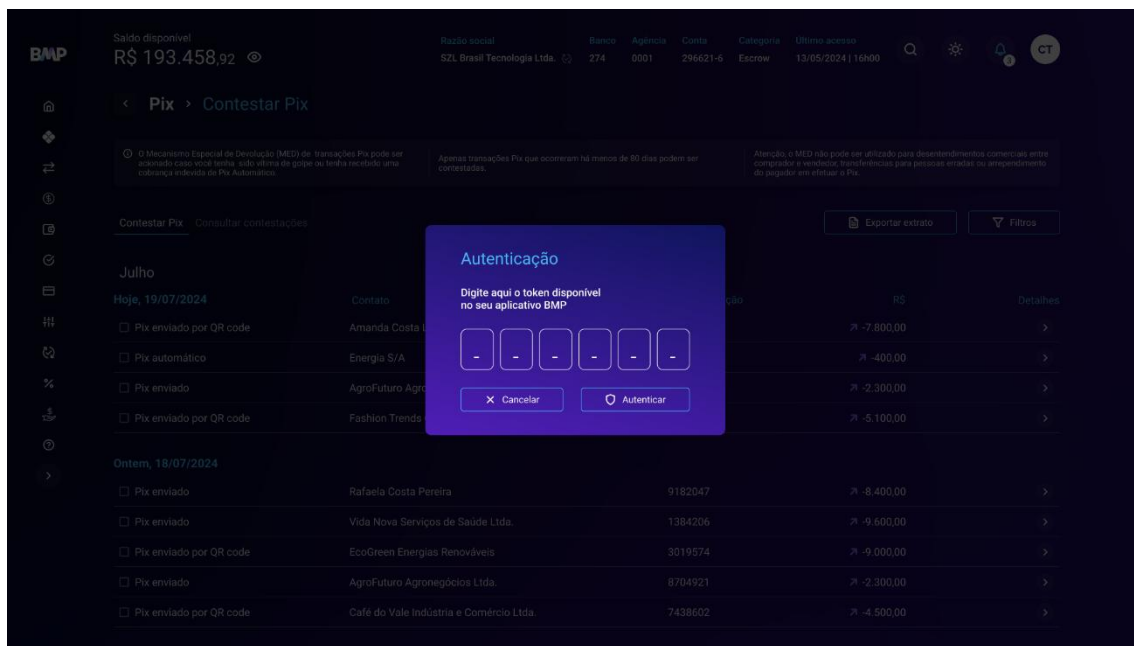 BMP
Saldo disponível
R$ 193.458,92
Razão social
SZL Brasil Tecnologia Ltda.
Banco
274
Agência
0001
Conta
296621-6
Categoria
Escrow
Último acesso
13/05/2024 | 16h00
3
CT
Pix > Contestar Pix
O Mecanismo Especial de Devolução (MED) de transações Pix pode ser
acionado caso você tenha sido vítima de golpe ou tenha recebido uma
cobrança indevida de Pix Automático.
Apenas transações Pix que ocorreram há menos de 80 dias podem ser
contestadas.
Atenção, o MED não pode ser utilizado para desentendimentos comerciais entre
comprador e vendedor, transferências para pessoas erradas ou arrependimento
do pagador em efetuar o Pix.
Contestar Pix Consultar contestações
Exportar extrato
Filtros
Julho
Hoje, 19/07/2024 Contato R$ Detalhes
Pix enviado por QR code Amanda Costa -7.800,00
Pix automático Energia S/A -400,00
Pix enviado AgroFuturo -2.300,00
Pix enviado por QR code Fashion Trends -5.100,00
Autenticação
Digite aqui o token disponível
no seu aplicativo BMP
- - - - - -
Cancelar
Autenticar
Ontem, 18/07/2024
Pix enviado Rafaela Costa Pereira 9182047 -8.400,00
Pix enviado Vida Nova Serviços de Saúde Ltda. 1384206 -9.600,00
Pix enviado por QR code EcoGreen Energias Renováveis 3019574 -9.000,00
Pix enviado AgroFuturo Agronegócios Ltda. 8704921 -2.300,00
Pix enviado por QR code Café do Vale Indústria e Comércio Ltda. 7438602 -4.500,00